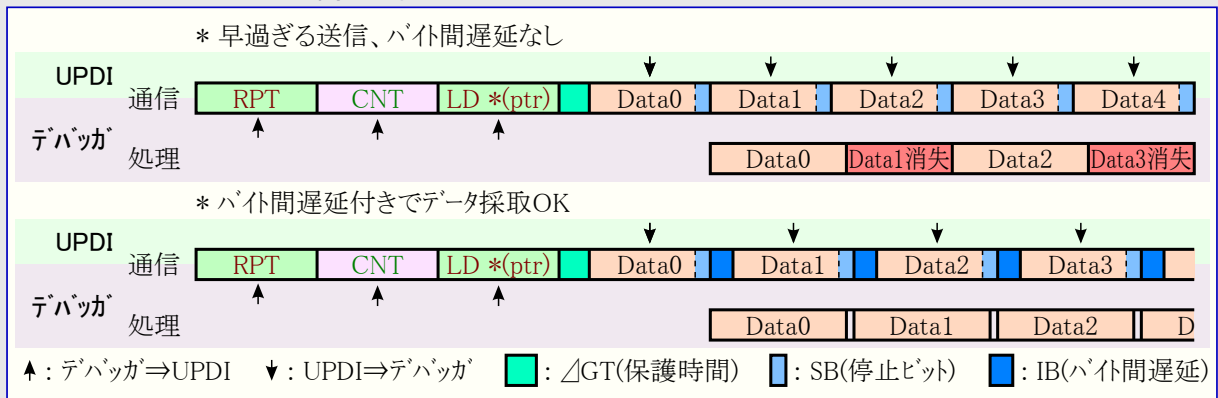 * 早過ぎる送信、ﾊﾞｲﾄ間遅延なし
UPDI
通信 RPT CNT LD *(ptr) Data0 Data1 Data2 Data3 Data4
ﾃﾞﾊﾞｯｶﾞ
処理 Data0 Data1消失 Data2 Data3消失
* ﾊﾞｲﾄ間遅延付きでﾃﾞｰﾀ採取OK
UPDI
通信 RPT CNT LD *(ptr) Data0 Data1 Data2 Data3
ﾃﾞﾊﾞｯｶﾞ
処理 Data0 Data1 Data2 D
↑ : ﾃﾞﾊﾞｯｶﾞ⇒UPDI ↓ : UPDI⇒ﾃﾞﾊﾞｯｶﾞ : ⊿GT(保護時間) : SB(停止ﾋﾞｯﾄ) : IB(ﾊﾞｲﾄ間遅延)